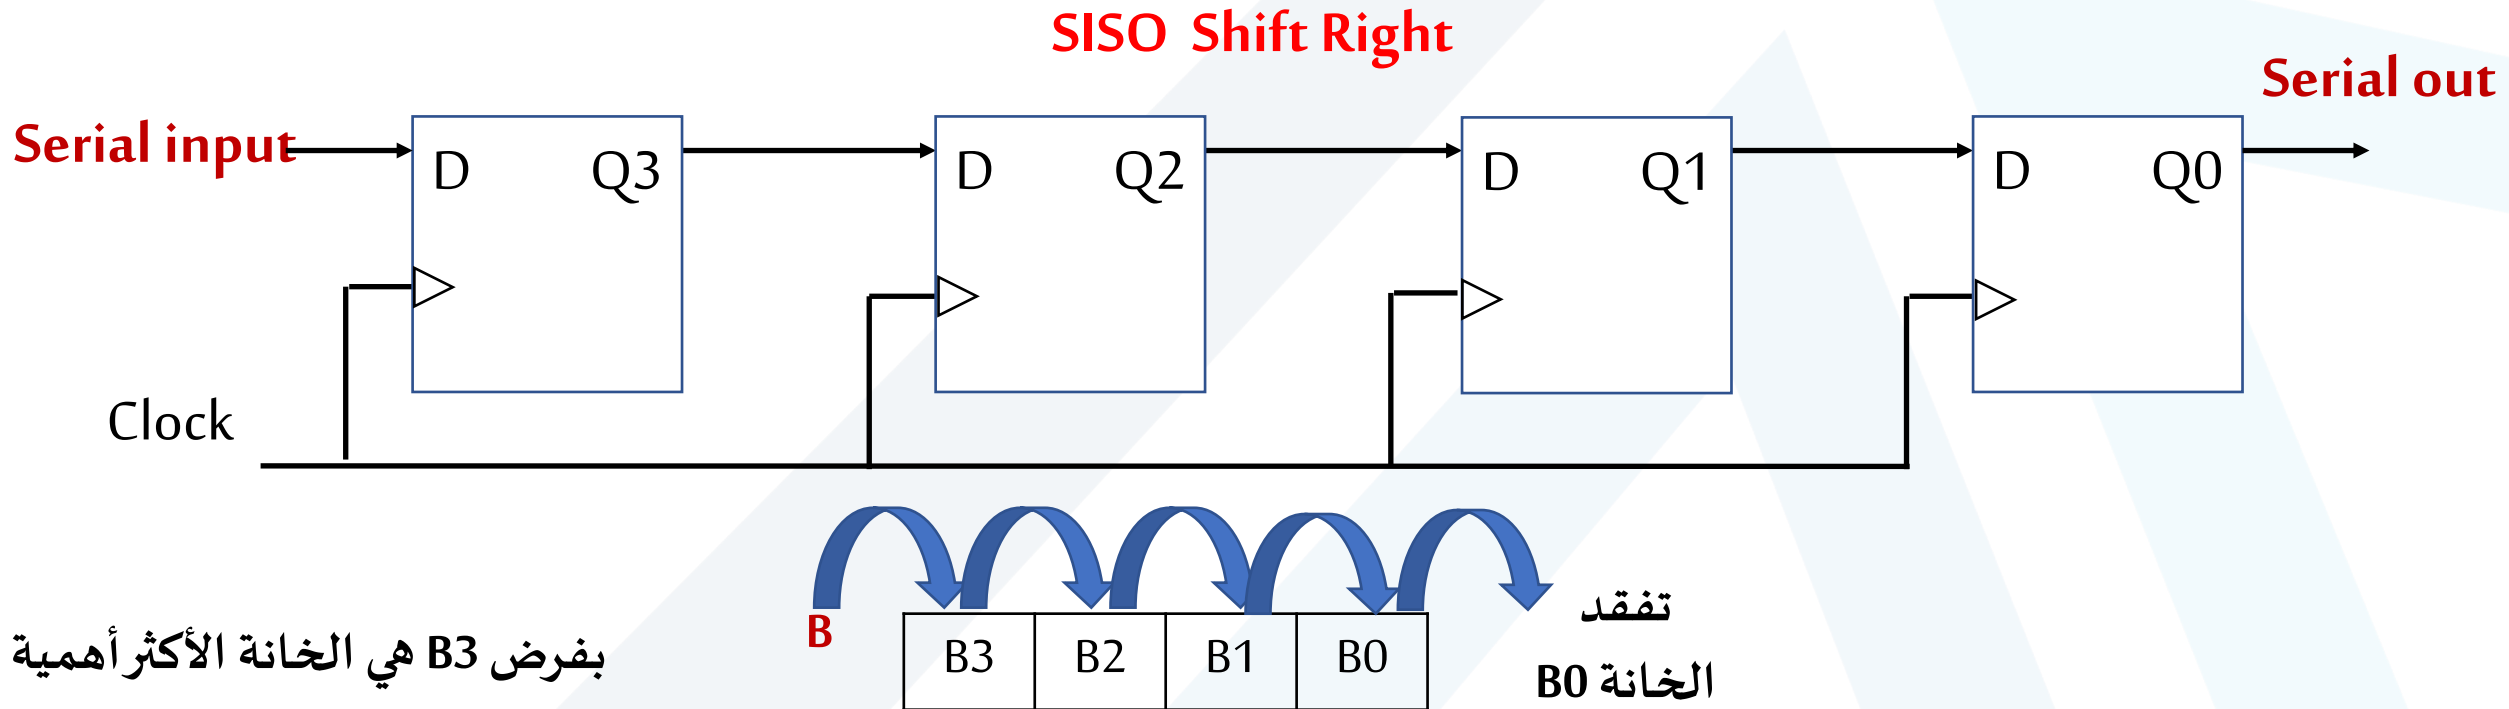 SISO Shift Right
Serial out
Serial input
D Q3
D Q2
D Q1
D Q0
Clock
تفقد
B
بفرض B3 هي الخانة الأكثر أهمية
B3 B2 B1 B0
الخانة B0